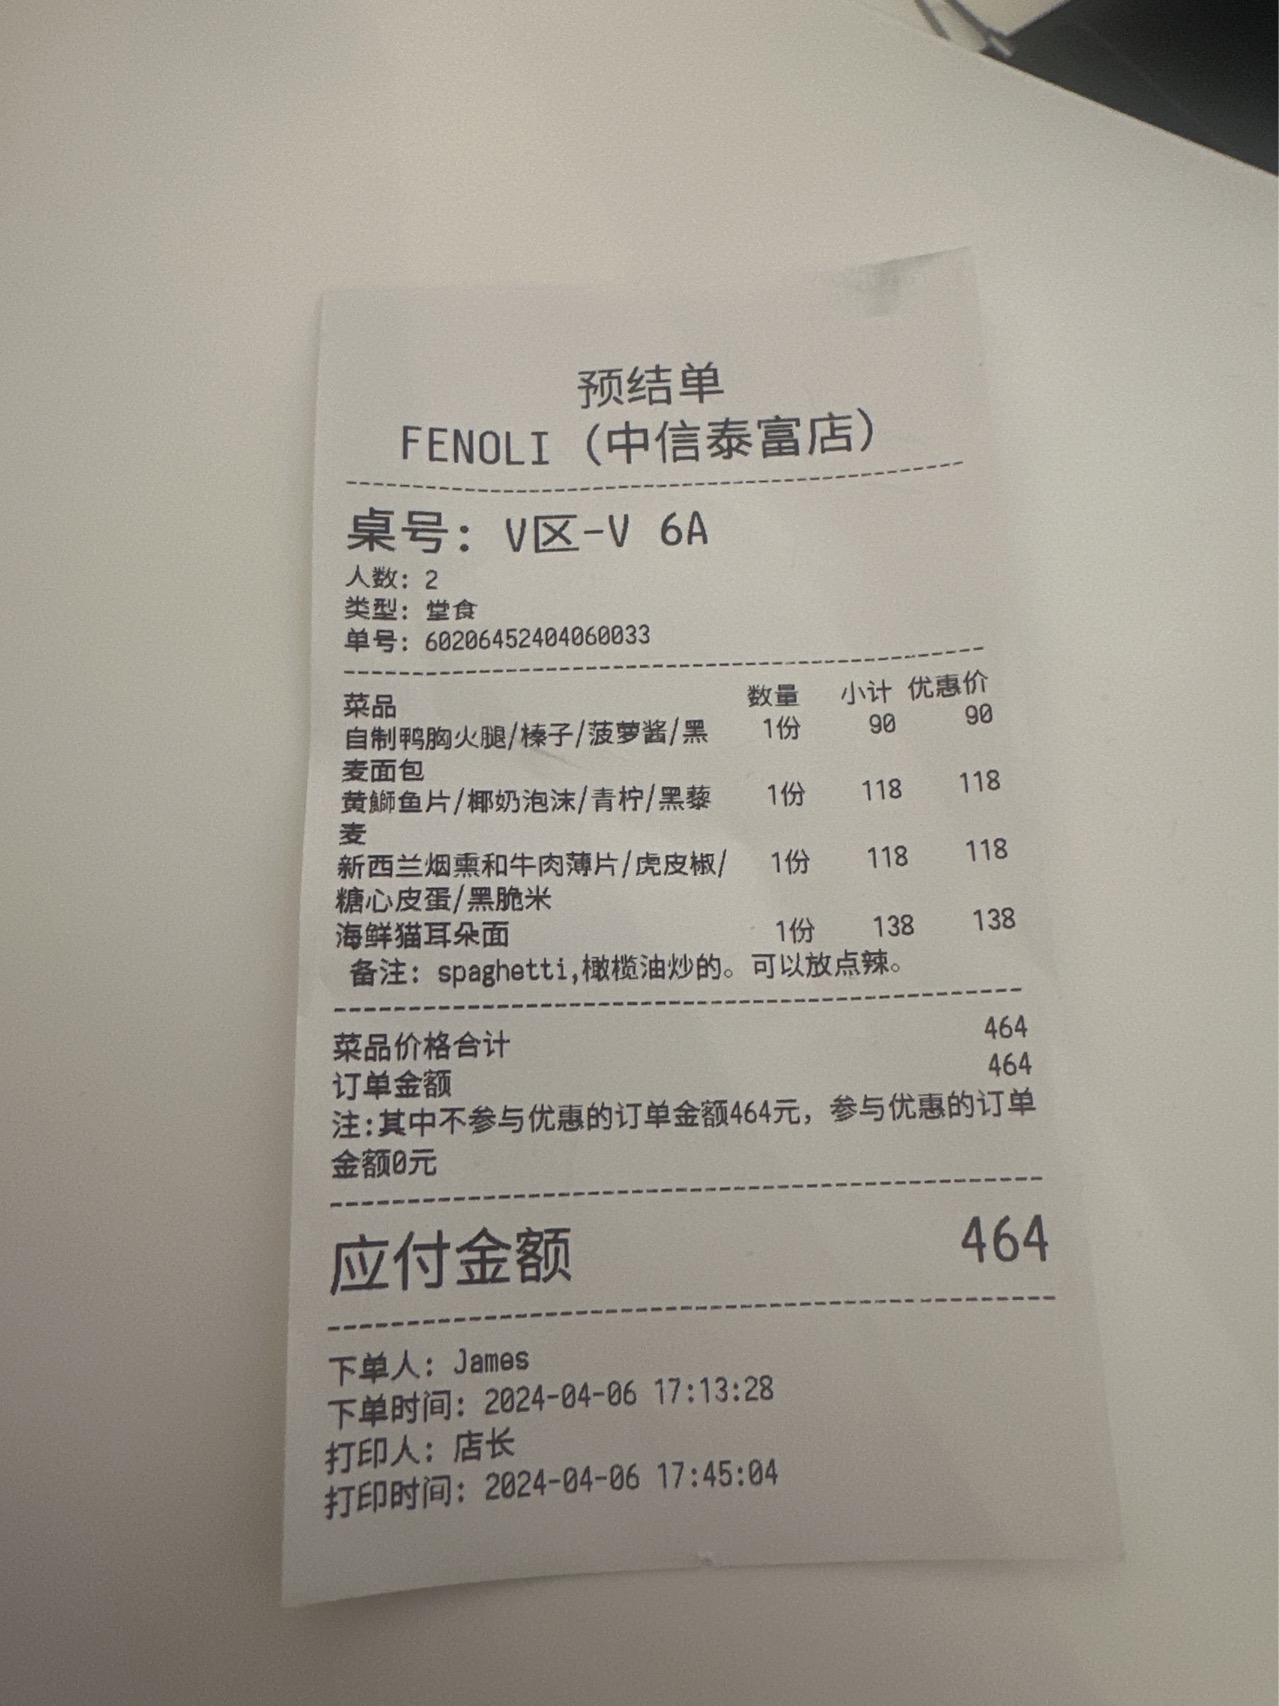 预结单
FENOLI（中信泰富店）
桌号：V区-V 6A
人数：2
类型：堂食
单号：60206452404060033
菜品 数量 小计 优惠价
自制鸭胸火腿/榛子/菠萝酱/黑 1份 90 90
麦面包
黄鰤鱼片/椰奶泡沫/青柠/黑藜 1份 118 118
麦
新西兰烟熏和牛肉薄片/虎皮椒/ 1份 118 118
糖心皮蛋/黑脆米
海鲜猫耳朵面 1份 138 138
备注：spaghetti,橄榄油炒的。可以放点辣。
菜品价格合计 464
订单金额 464
注:其中不参与优惠的订单金额464元，参与优惠的订单
金额0元
应付金额 464
下单人：James
下单时间：2024-04-06 17:13:28
打印人：店长
打印时间：2024-04-06 17:45:04